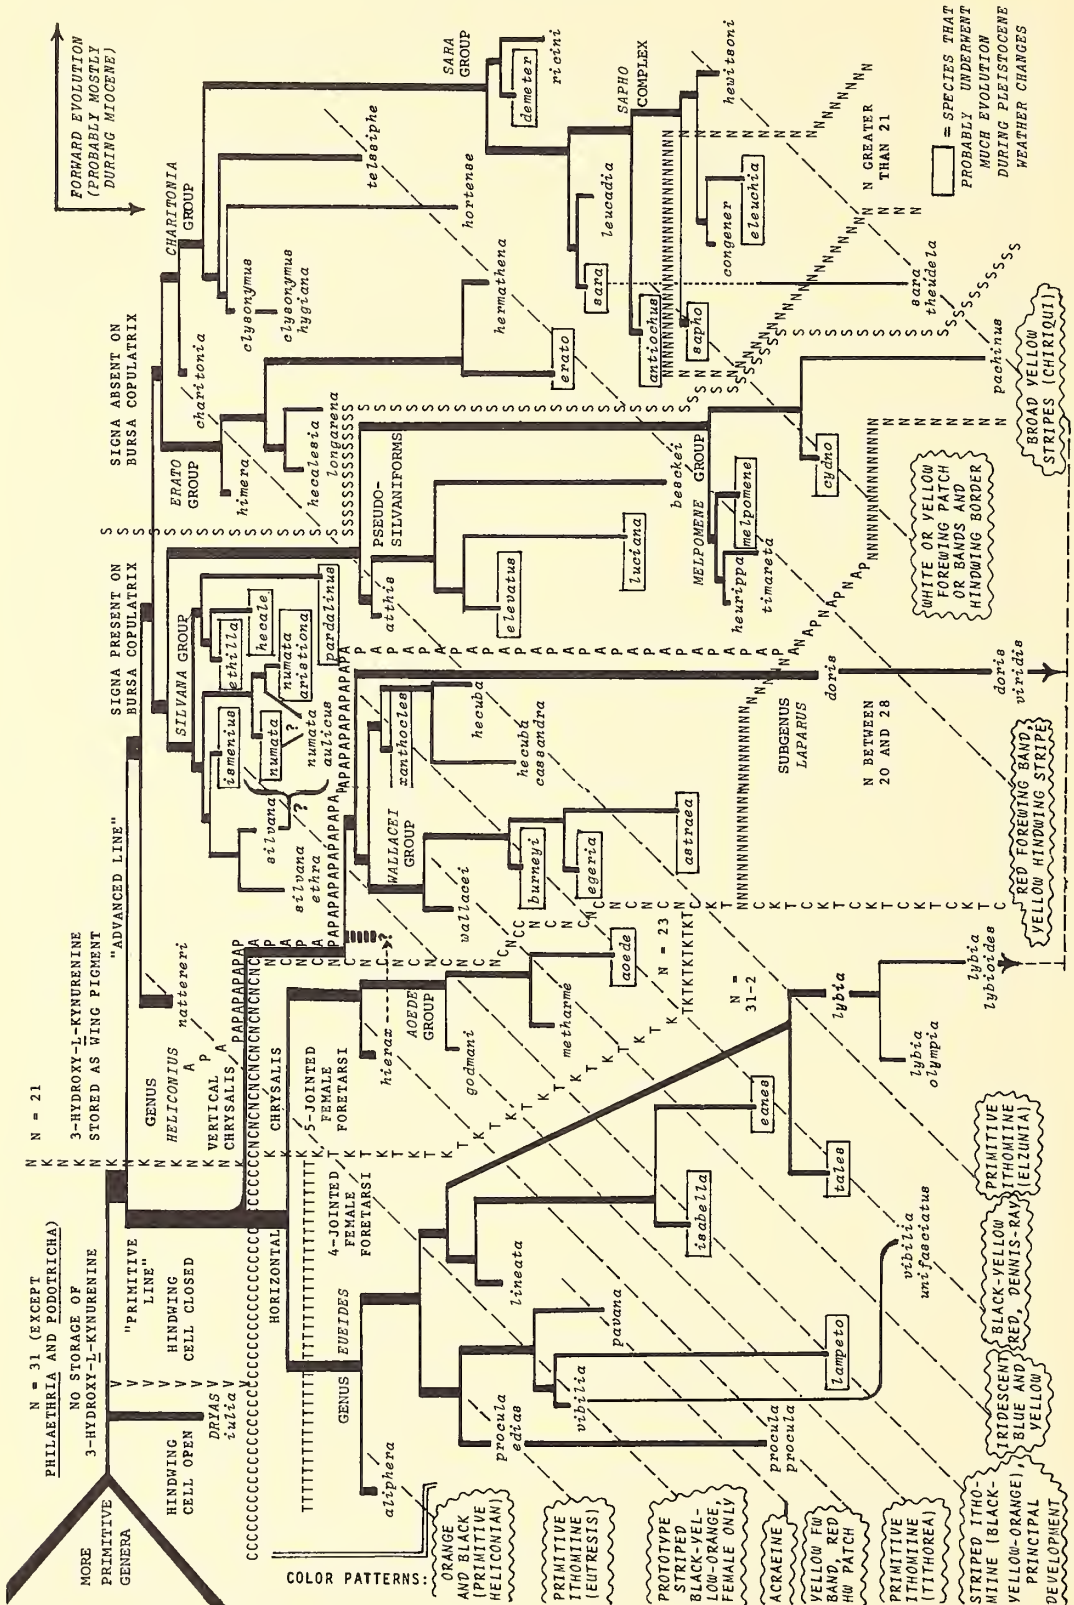 FORWARD EVOLUTION
(PROBABLY MOSTLY
DURING MIOCENE)
= SPECIES THAT
PROBABLY UNDERWENT
MUCH EVOLUTION
DURING PLEISTOCENE
WEATHER CHANGES
MORE
PRIMITIVE
GENERA
N = 31 (EXCEPT
PHILAETHRIA AND PODOTRICHA)
NO STORAGE OF
3-HYDROXY-L-KYNURENINE
N = 21
3-HYDROXY-L-KYNURENINE
STORED AS WING PIGMENT
HINDWING
CELL OPEN
DRYAS
iulia
"PRIMITIVE
LINE"
HINDWING
CELL CLOSED
"ADVANCED LINE"
GENUS
HELICONIUS
VERTICAL
CHRYSALIS
nattereri
HORIZONTAL
CHRYSALIS
4-JOINTED
FEMALE
FORETARSI
5-JOINTED
FEMALE
FORETARSI
GENUS EUEIDES
aliphera
procula
edias
procula
procula
vibilia
vibilia
unifasciatus
pavana
lampeto
lineata
isabella
eanes
tales
lybia
lybia
olympia
lybia
lybioides
N =
31-2
N = 23
hierax
AOEDE
GROUP
godmani
metharme
aoede
WALLACEI
GROUP
wallacei
burneyi
egeria
astraea
xanthocles
hecuba
hecuba
cassandra
SUBGENUS
LAPARUS
doris
doris
viridis
N BETWEEN
20 AND 28
SIGNA PRESENT ON
BURSA COPULATRIX
SIGNA ABSENT ON
BURSA COPULATRIX
SILVANA GROUP
silvana
silvana
ethra
ismenius
numata
numata
aulicus
numata
aristiona
ethilla
hecale
pardalinus
PSEUDO-
SILVANIFORMS
athis
elevatus
luciana
besckei
MELPOMENE GROUP
heurippa
timareta
melpomene
cydno
pachinus
ERATO
GROUP
himera
hecalesia
longarena
erato
hermathena
CHARITONIA
GROUP
charitonia
clysonymus
clysonymus
hygiana
hortense
telesiphe
SARA
GROUP
demeter
ricini
sara
leucadia
sara
theudela
SAPHO
COMPLEX
antiochus
sapho
congener
eleuchia
hewitsoni
N GREATER
THAN 21
COLOR PATTERNS:
ORANGE
AND BLACK
(PRIMITIVE
HELICONIAN)
PRIMITIVE
ITHOMIINE
(EUTRESIS)
PROTOTYPE
STRIPED
BLACK-YEL-
LOW-ORANGE,
FEMALE ONLY
ACRAEINE
YELLOW FW
BAND, RED
HW PATCH
PRIMITIVE
ITHOMIINE
(TITHOREA)
STRIPED ITHO-
MIINE (BLACK-
YELLOW-ORANGE),
PRINCIPAL
DEVELOPMENT
IRIDESCENT
BLUE AND
YELLOW
BLACK-YELLOW
RED, DENNIS-RAY
PRIMITIVE
ITHOMIINE
(ELZUNIA)
RED FOREWING BAND,
YELLOW HINDWING STRIPE
WHITE OR YELLOW
FOREWING PATCH
OR BANDS AND
HINDWING BORDER
BROAD YELLOW
STRIPES (CHIRIQUI)